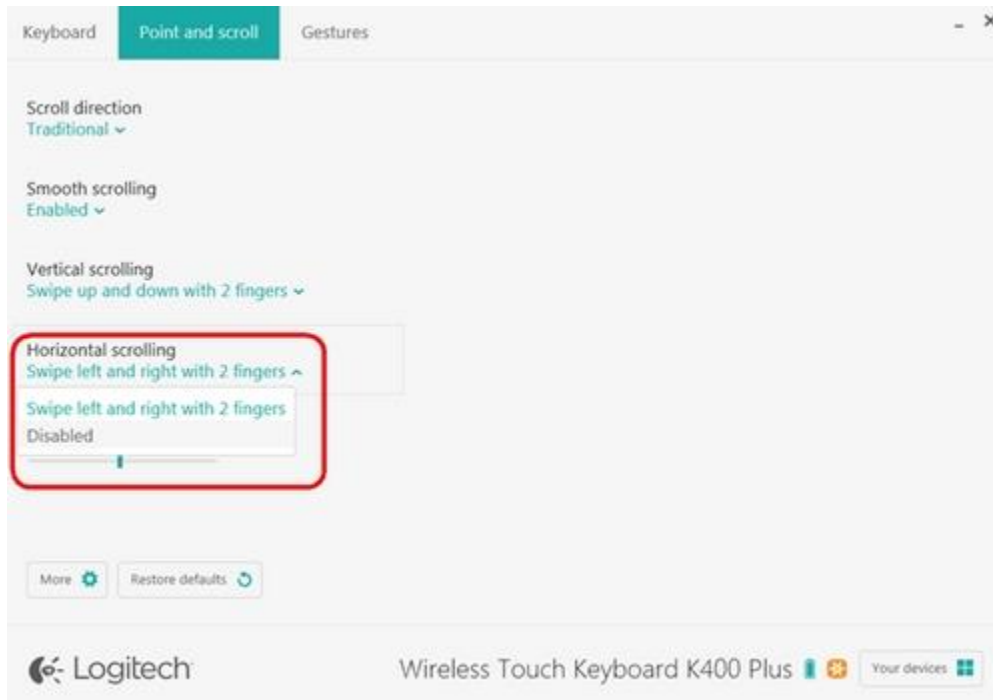 Keyboard
Point and scroll
Gestures
Scroll direction
Traditional
Smooth scrolling
Enabled
Vertical scrolling
Swipe up and down with 2 fingers
Horizontal scrolling
Swipe left and right with 2 fingers
Swipe left and right with 2 fingers
Disabled
More
Restore defaults
Logitech
Wireless Touch Keyboard K400 Plus
Your devices